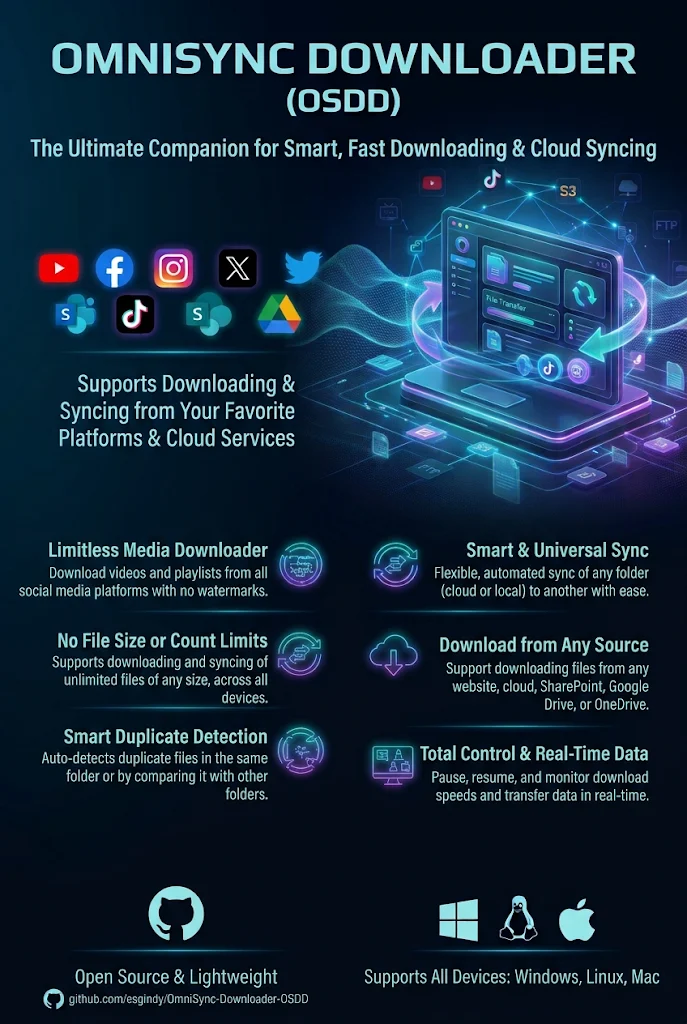 OMNISYNC DOWNLOADER
(OSDD)
The Ultimate Companion for Smart, Fast Downloading & Cloud Syncing
S3
FTP
File Transfer
X
S
S
Supports Downloading &
Syncing from Your Favorite
Platforms & Cloud Services
Limitless Media Downloader
Download videos and playlists from all
social media platforms with no watermarks.
Smart & Universal Sync
Flexible, automated sync of any folder
(cloud or local) to another with ease.
No File Size or Count Limits
Supports downloading and syncing of
unlimited files of any size, across all
devices.
Download from Any Source
Support downloading files from any
website, cloud, SharePoint, Google
Drive, or OneDrive.
Smart Duplicate Detection
Auto-detects duplicate files in the same
folder or by comparing it with other
folders.
Total Control & Real-Time Data
Pause, resume, and monitor download
speeds and transfer data in real-time.
Open Source & Lightweight
github.com/esgindy/OmniSync-Downloader-OSDD
Supports All Devices: Windows, Linux, Mac